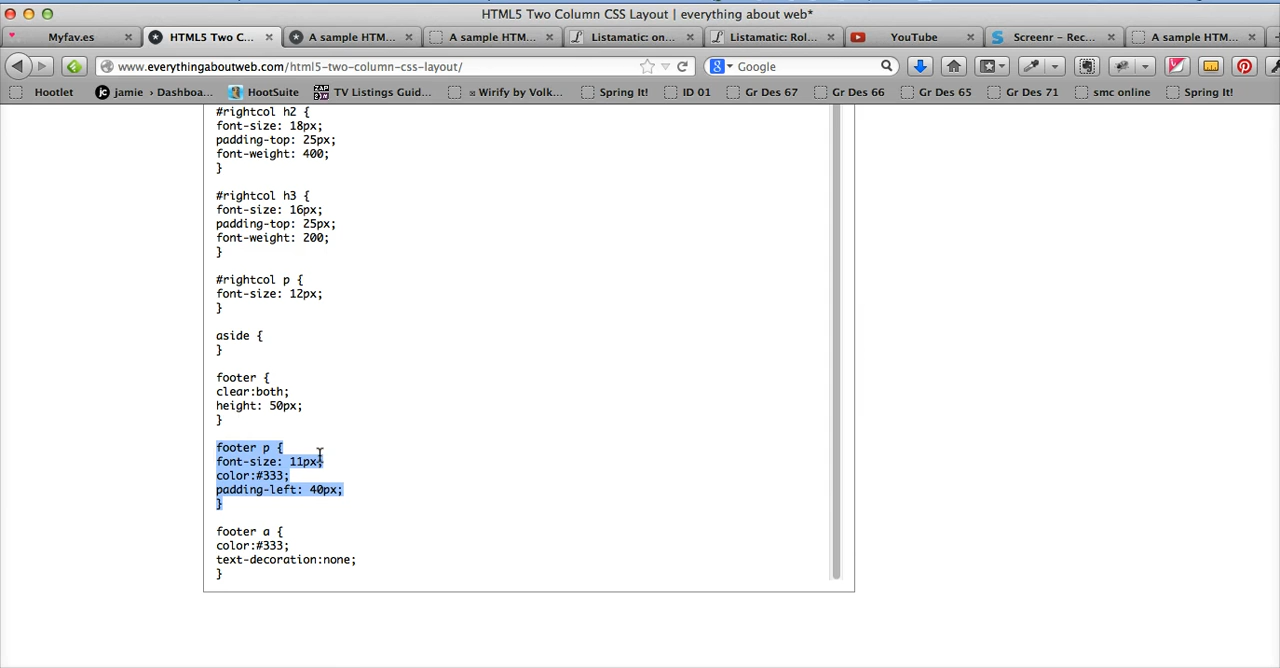 HTML5 Two Column CSS Layout | everything about web*
Myfav.es
HTML5 Two C...
A sample HTM...
A sample HTM...
Listamatic: on...
Listamatic: Rol...
YouTube
Screenr - Rec...
A sample HTM...
www.everythingaboutweb.com/html5-two-column-css-layout/
Google
Hootlet
jc jamie › Dashboa...
HootSuite
ZAP 2it TV Listings Guid...
Wirify by Volk...
Spring It!
ID 01
Gr Des 67
Gr Des 66
Gr Des 65
Gr Des 71
smc online
Spring It!
#rightcol h2 {
font-size: 18px;
padding-top: 25px;
font-weight: 400;
}
#rightcol h3 {
font-size: 16px;
padding-top: 25px;
font-weight: 200;
}
#rightcol p {
font-size: 12px;
}
aside {
}
footer {
clear:both;
height: 50px;
}
footer p {
font-size: 11px;
color:#333;
padding-left: 40px;
}
footer a {
color:#333;
text-decoration:none;
}